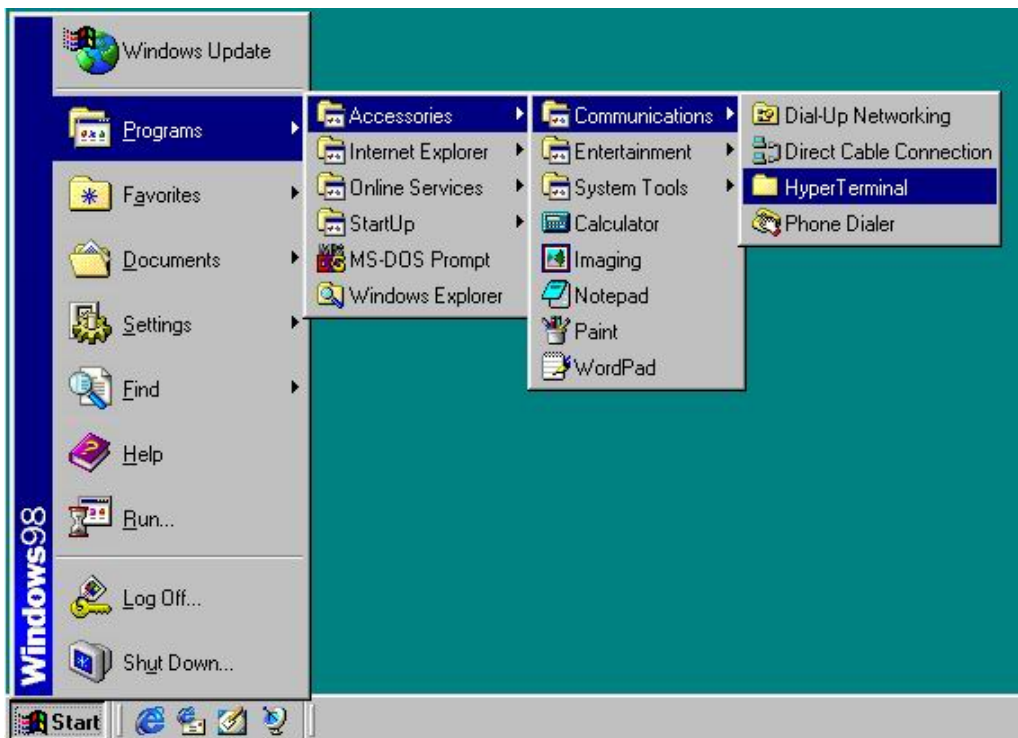 Windows Update
Programs
Favorites
Documents
Settings
Find
Help
Run...
Log Off...
Shut Down...
Windows98
Accessories
Internet Explorer
Online Services
StartUp
MS-DOS Prompt
Windows Explorer
Communications
Entertainment
System Tools
Calculator
Imaging
Notepad
Paint
WordPad
Dial-Up Networking
Direct Cable Connection
HyperTerminal
Phone Dialer
Start